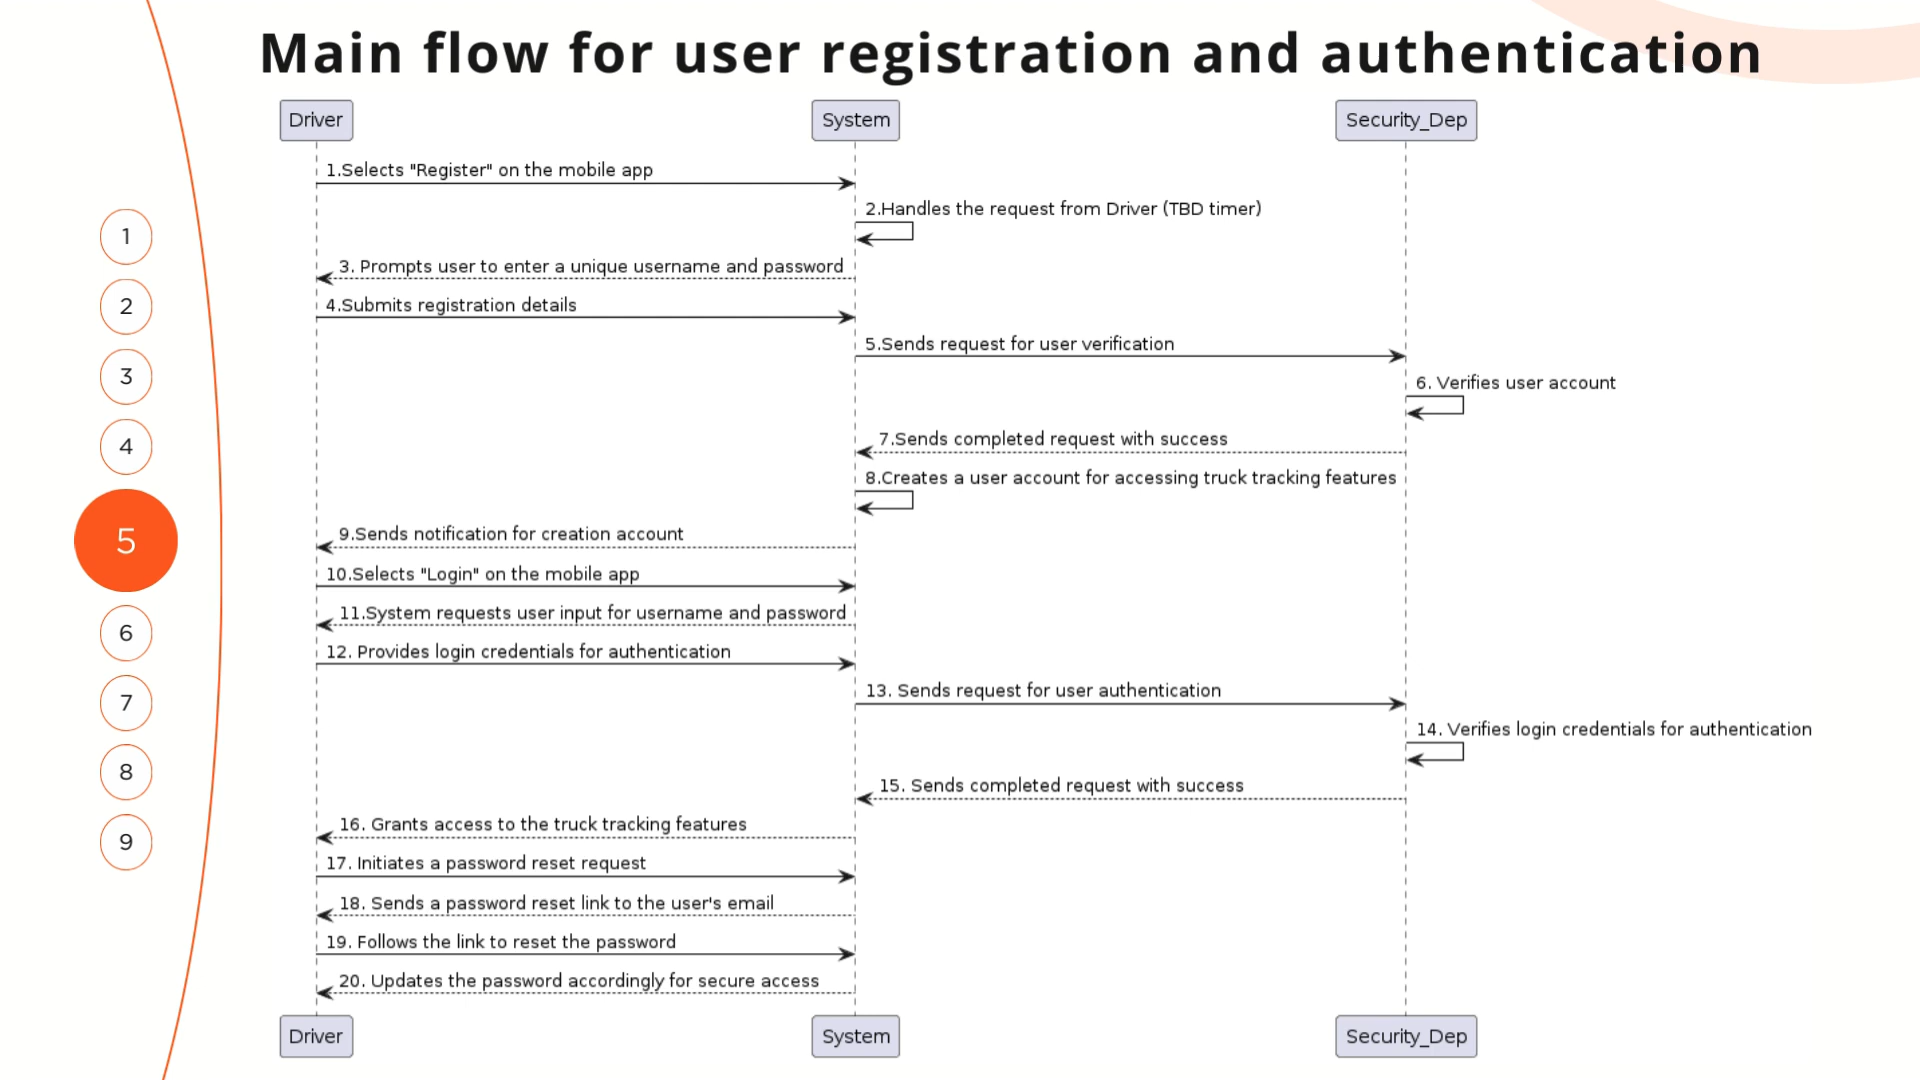 Main flow for user registration and authentication
Driver
System
Security_Dep
1.Selects "Register" on the mobile app
2.Handles the request from Driver (TBD timer)
3. Prompts user to enter a unique username and password
4.Submits registration details
5.Sends request for user verification
6. Verifies user account
7.Sends completed request with success
8.Creates a user account for accessing truck tracking features
9.Sends notification for creation account
10.Selects "Login" on the mobile app
11.System requests user input for username and password
12. Provides login credentials for authentication
13. Sends request for user authentication
14. Verifies login credentials for authentication
15. Sends completed request with success
16. Grants access to the truck tracking features
17. Initiates a password reset request
18. Sends a password reset link to the user's email
19. Follows the link to reset the password
20. Updates the password accordingly for secure access
Driver
System
Security_Dep
1
2
3
4
5
6
7
8
9